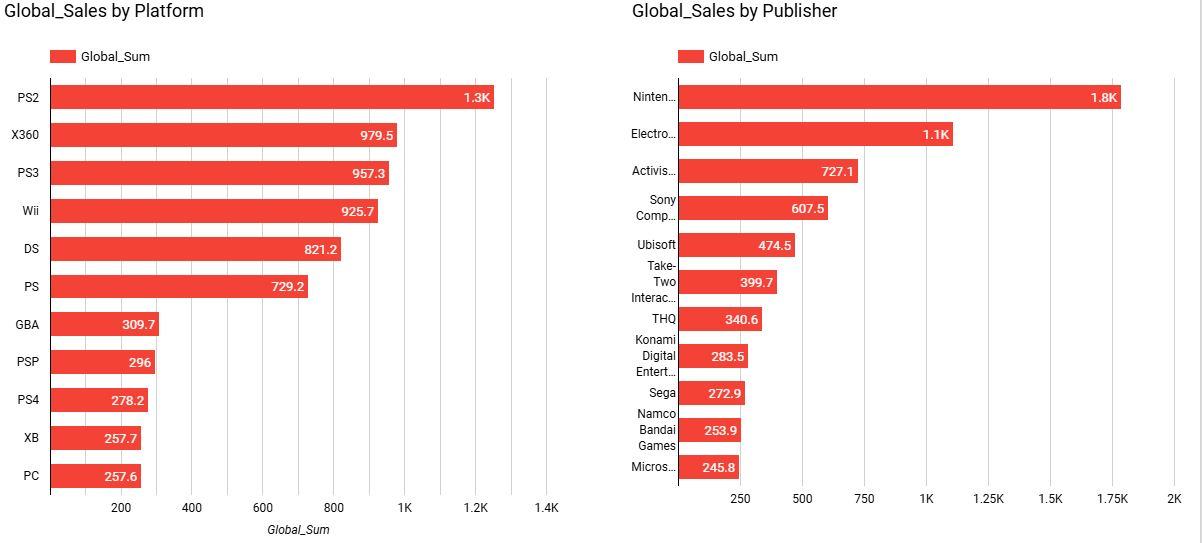 Global_Sales by Platform
Global_Sum
PS2
1.3K
X360
979.5
PS3
957.3
Wii
925.7
DS
821.2
PS
729.2
GBA
309.7
PSP
296
PS4
278.2
XB
257.7
PC
257.6
200 400 600 800 1K 1.2K 1.4K
Global_Sum
Global_Sales by Publisher
Global_Sum
Ninten...
1.8K
Electro...
1.1K
Activis...
727.1
Sony
Comp...
607.5
Ubisoft
474.5
Take-
Two
Interac...
399.7
THQ
340.6
Konami
Digital
Entert...
283.5
Sega
272.9
Namco
Bandai
Games
253.9
Micros...
245.8
250 500 750 1K 1.25K 1.5K 1.75K 2K